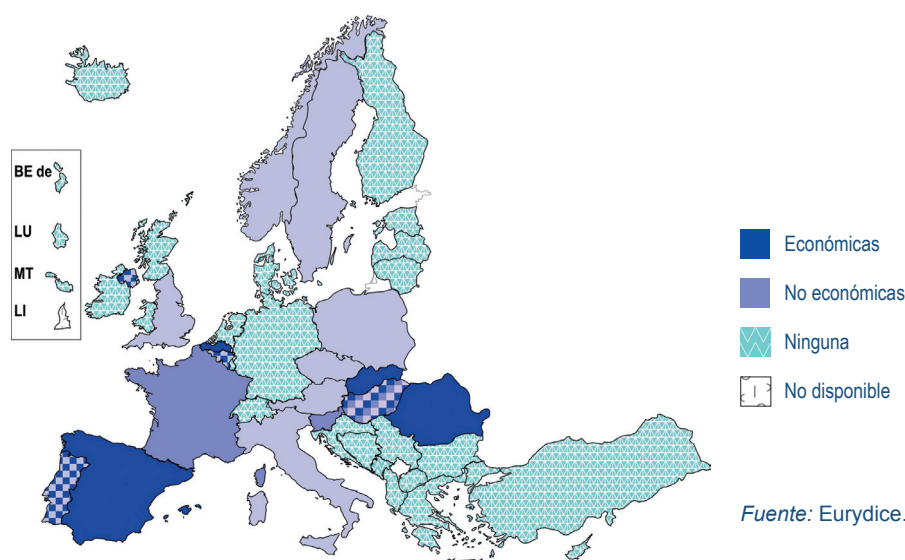 BE de
LU
MT
LI
Económicas
No económicas
Ninguna
No disponible
Fuente: Eurydice.